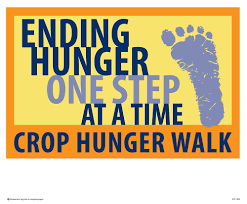 ENDING
HUNGER
ONE STEP
AT A TIME
CROP HUNGER WALK